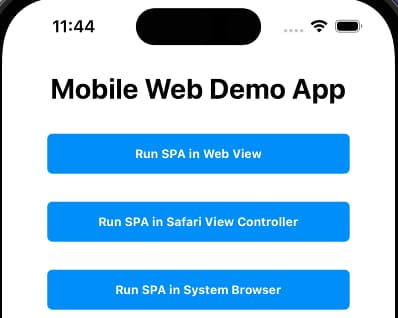 11:44
Mobile Web Demo App
Run SPA in Web View
Run SPA in Safari View Controller
Run SPA in System Browser